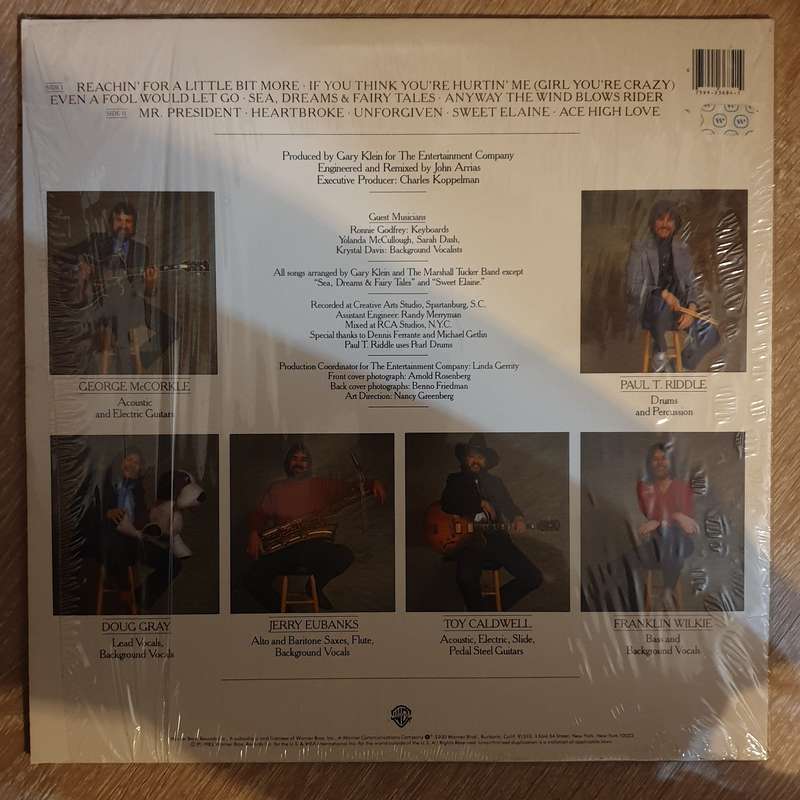 SIDE I REACHIN' FOR A LITTLE BIT MORE · IF YOU THINK YOU'RE HURTIN' ME (GIRL YOU'RE CRAZY)
EVEN A FOOL WOULD LET GO · SEA, DREAMS & FAIRY TALES · ANYWAY THE WIND BLOWS RIDER
SIDE II MR. PRESIDENT · HEARTBROKE · UNFORGIVEN · SWEET ELAINE · ACE HIGH LOVE
Produced by Gary Klein for The Entertainment Company
Engineered and Remixed by John Arrias
Executive Producer: Charles Koppelman
Guest Musicians
Ronnie Godfrey: Keyboards
Yolanda McCullough, Sarah Dash,
Krystal Davis: Background Vocalists
All songs arranged by Gary Klein and The Marshall Tucker Band except
"Sea, Dreams & Fairy Tales" and "Sweet Elaine."
Recorded at Creative Arts Studio, Spartanburg, S.C.
Assistant Engineer: Randy Merryman
Mixed at RCA Studios, N.Y.C.
Special thanks to Dennis Ferrante and Michael Getlin
Paul T. Riddle uses Pearl Drums
Production Coordinator for The Entertainment Company: Linda Gerrity
Front cover photograph: Arnold Rosenberg
Back cover photographs: Benno Friedman
Art Direction: Nancy Greenberg
GEORGE McCORKLE
Acoustic
and Electric Guitars
PAUL T. RIDDLE
Drums
and Percussion
DOUG GRAY
Lead Vocals,
Background Vocals
JERRY EUBANKS
Alto and Baritone Saxes, Flute,
Background Vocals
TOY CALDWELL
Acoustic, Electric, Slide,
Pedal Steel Guitars
FRANKLIN WILKIE
Bass and
Background Vocals